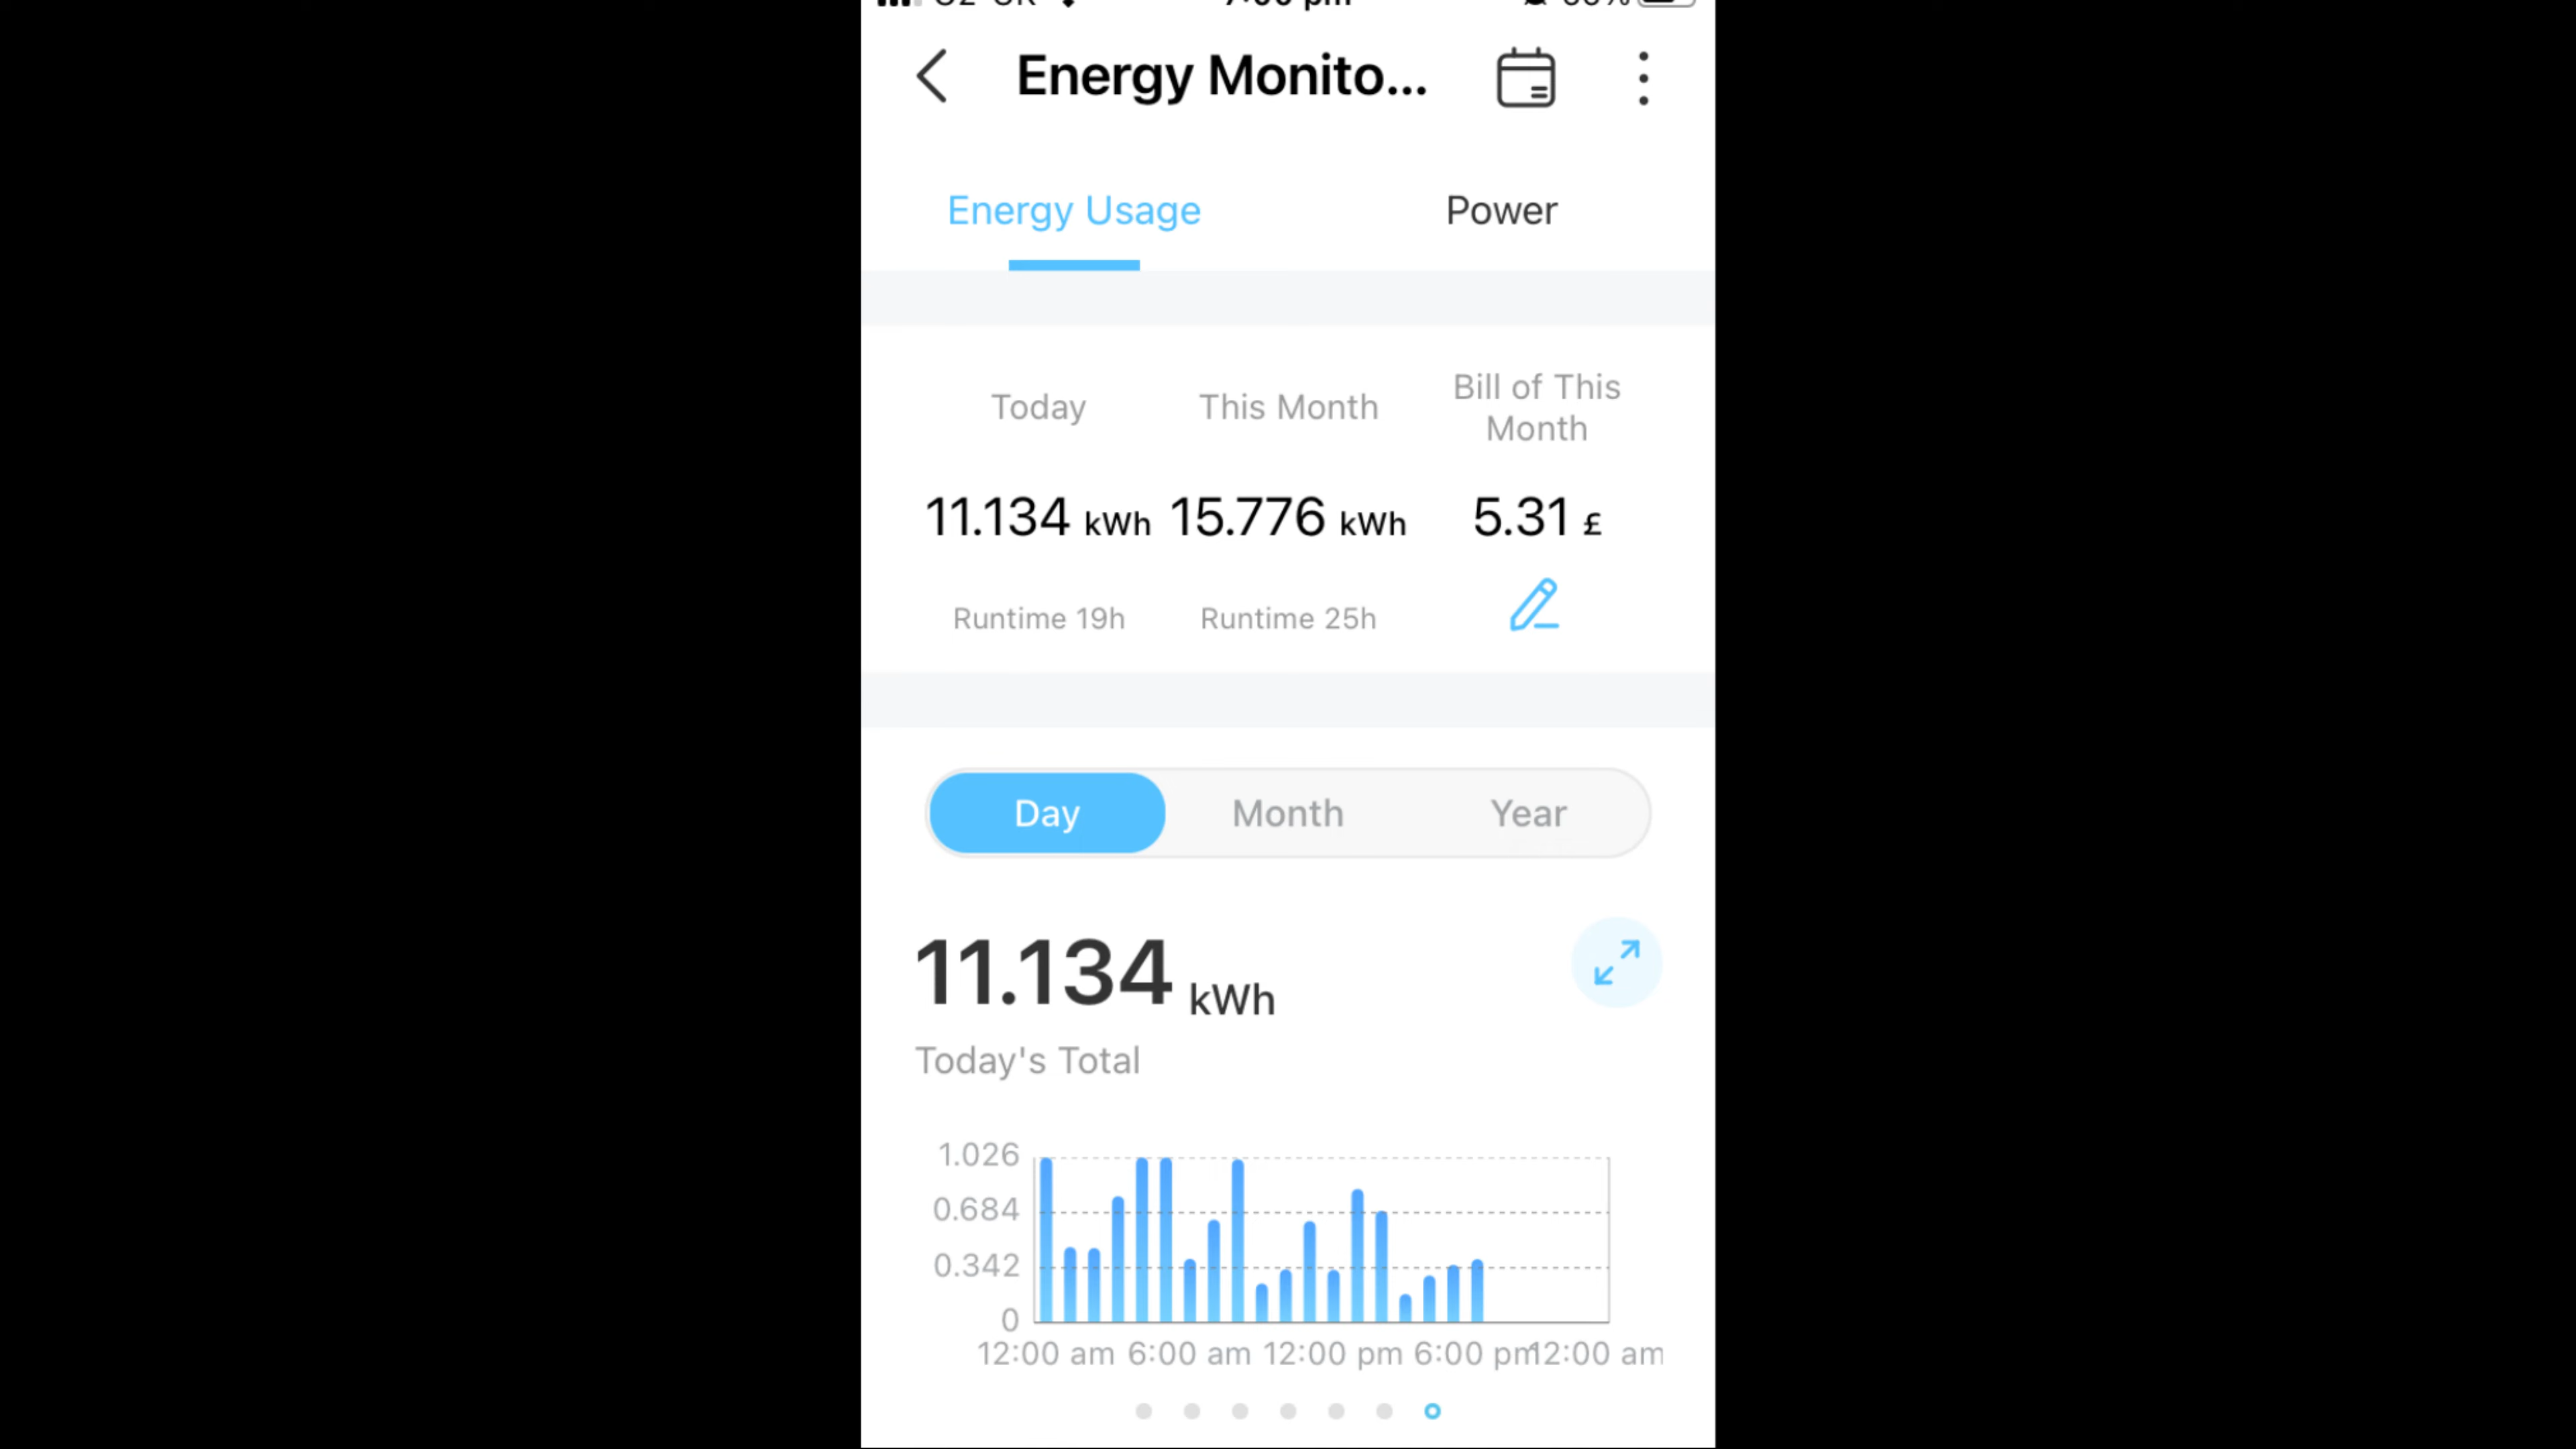 Energy Monito...
Energy Usage Power
Today This Month Bill of This Month
11.134 kWh 15.776 kWh 5.31 £
Runtime 19h Runtime 25h
Day Month Year
11.134 kWh
Today's Total
1.026
0.684
0.342
0
12:00 am 6:00 am 12:00 pm 6:00 pm 12:00 am